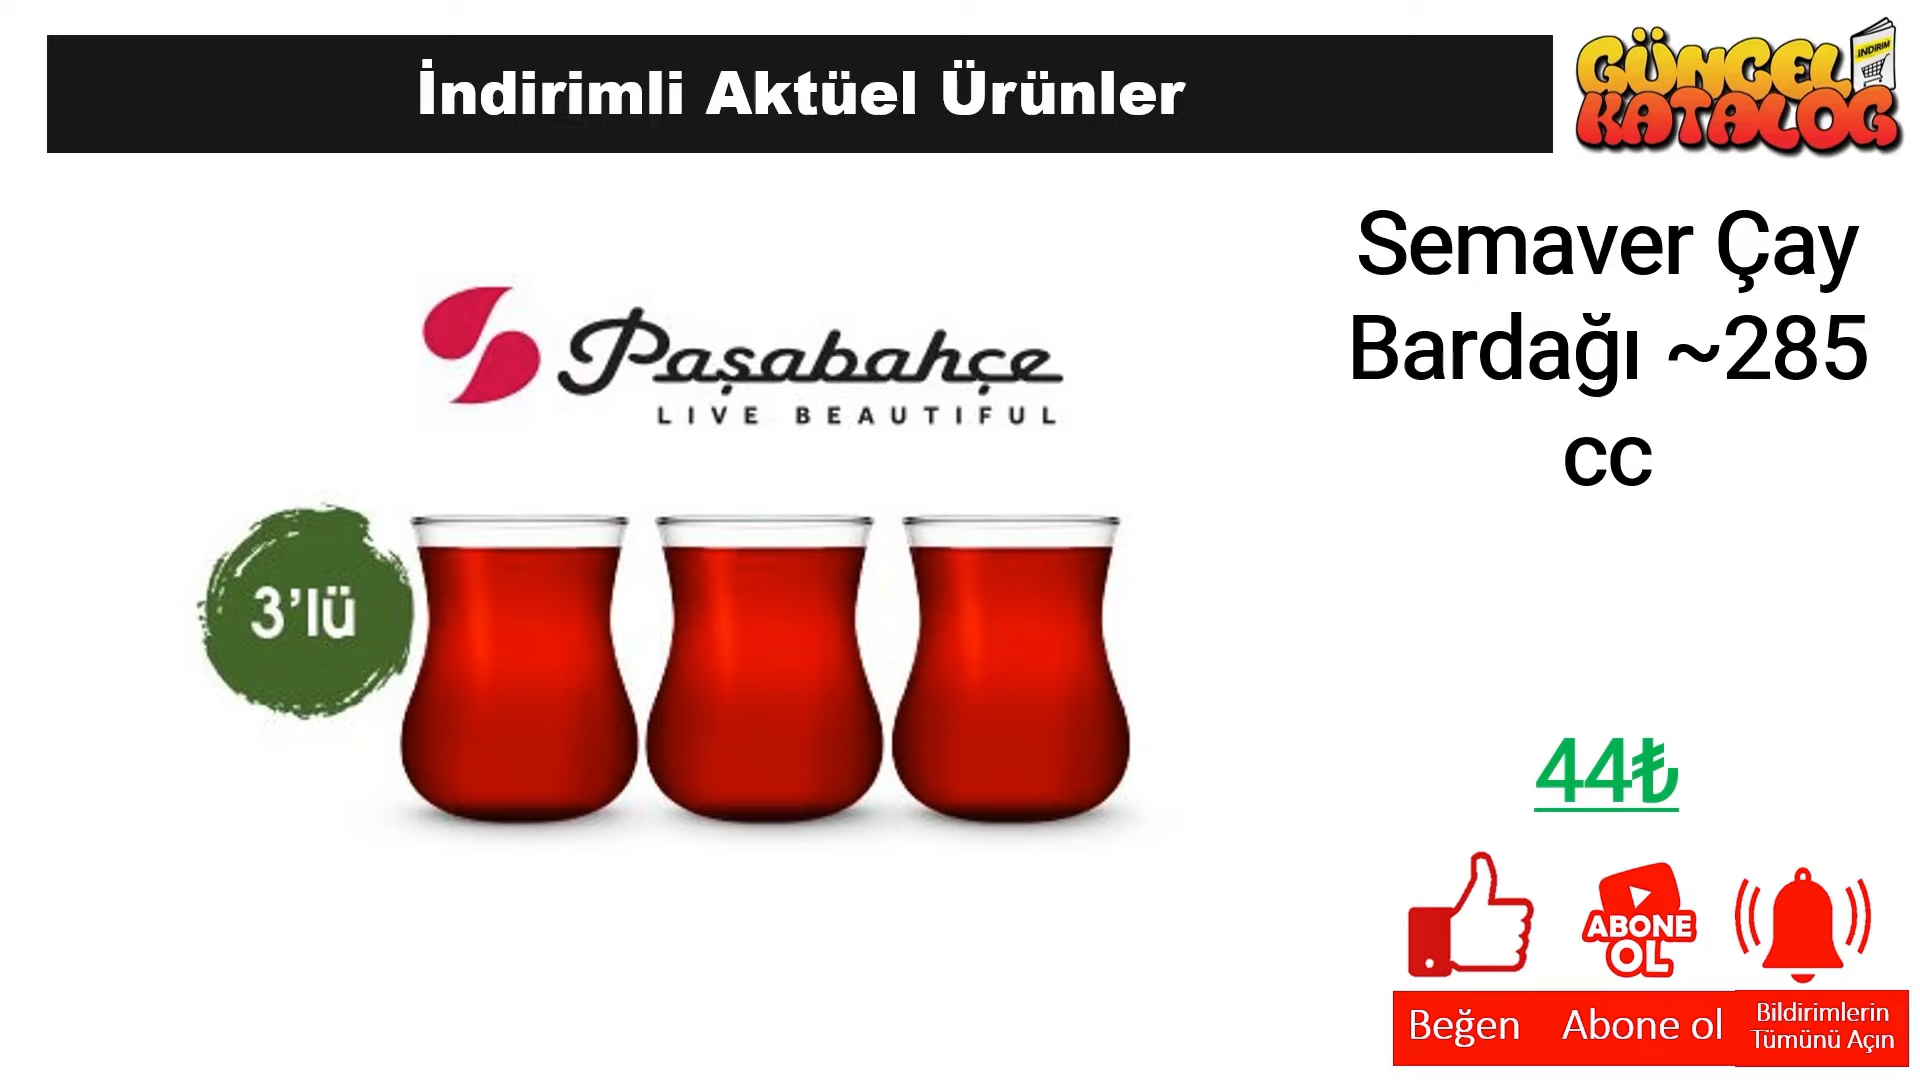 İndirimli Aktüel Ürünler
GÜNCEL
KATALOG
İNDİRİM
Semaver Çay
Bardağı ~285
cc
Paşabahçe
LIVE BEAUTIFUL
3'lü
44₺
ABONE
OL
Beğen
Abone ol
Bildirimlerin
Tümünü Açın